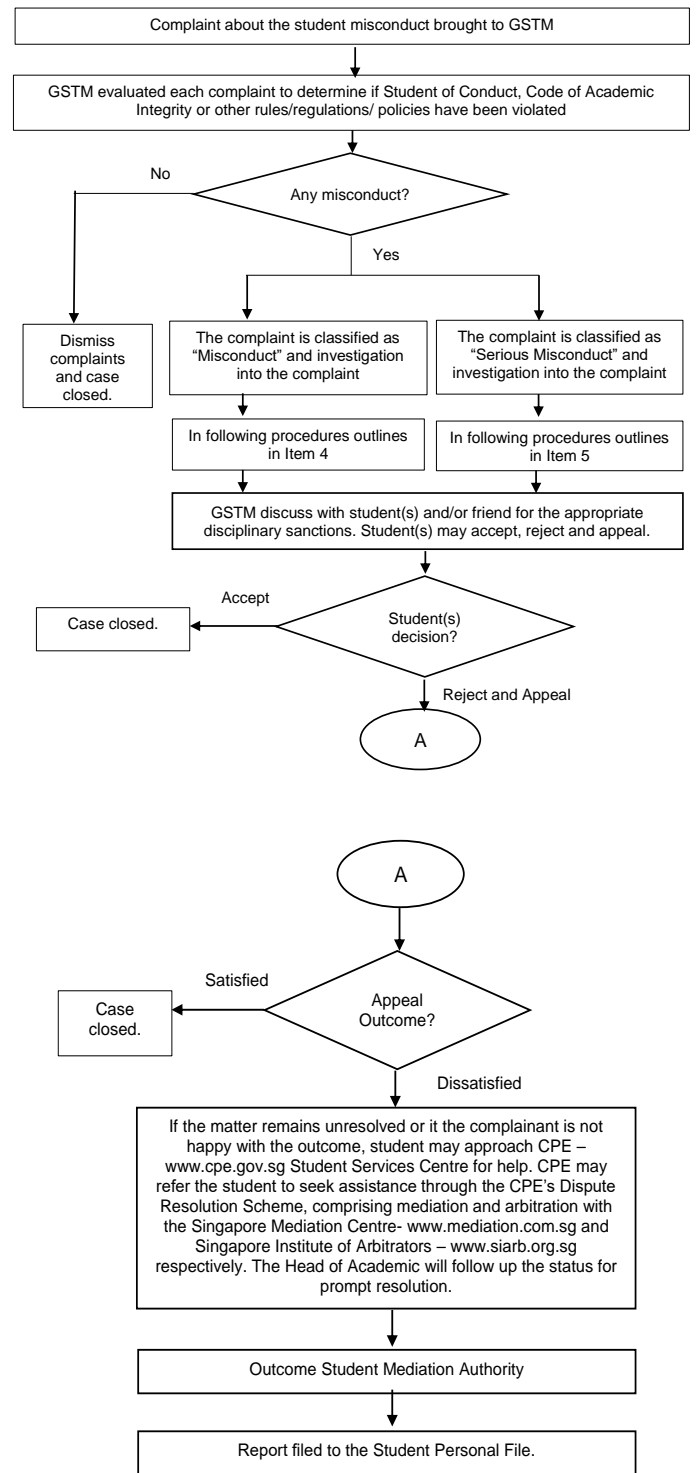 Complaint about the student misconduct brought to GSTM
GSTM evaluated each complaint to determine if Student of Conduct, Code of Academic
Integrity or other rules/regulations/ policies have been violated
No
Any misconduct?
Yes
Dismiss
complaints
and case
closed.
The complaint is classified as
“Misconduct” and investigation
into the complaint
The complaint is classified as
“Serious Misconduct” and
investigation into the complaint
In following procedures outlines
in Item 4
In following procedures outlines
in Item 5
GSTM discuss with student(s) and/or friend for the appropriate
disciplinary sanctions. Student(s) may accept, reject and appeal.
Accept
Case closed.
Student(s)
decision?
Reject and Appeal
A
A
Satisfied
Case
closed.
Appeal
Outcome?
Dissatisfied
If the matter remains unresolved or it the complainant is not
happy with the outcome, student may approach CPE –
www.cpe.gov.sg Student Services Centre for help. CPE may
refer the student to seek assistance through the CPE’s Dispute
Resolution Scheme, comprising mediation and arbitration with
the Singapore Mediation Centre- www.mediation.com.sg and
Singapore Institute of Arbitrators – www.siarb.org.sg
respectively. The Head of Academic will follow up the status for
prompt resolution.
Outcome Student Mediation Authority
Report filed to the Student Personal File.